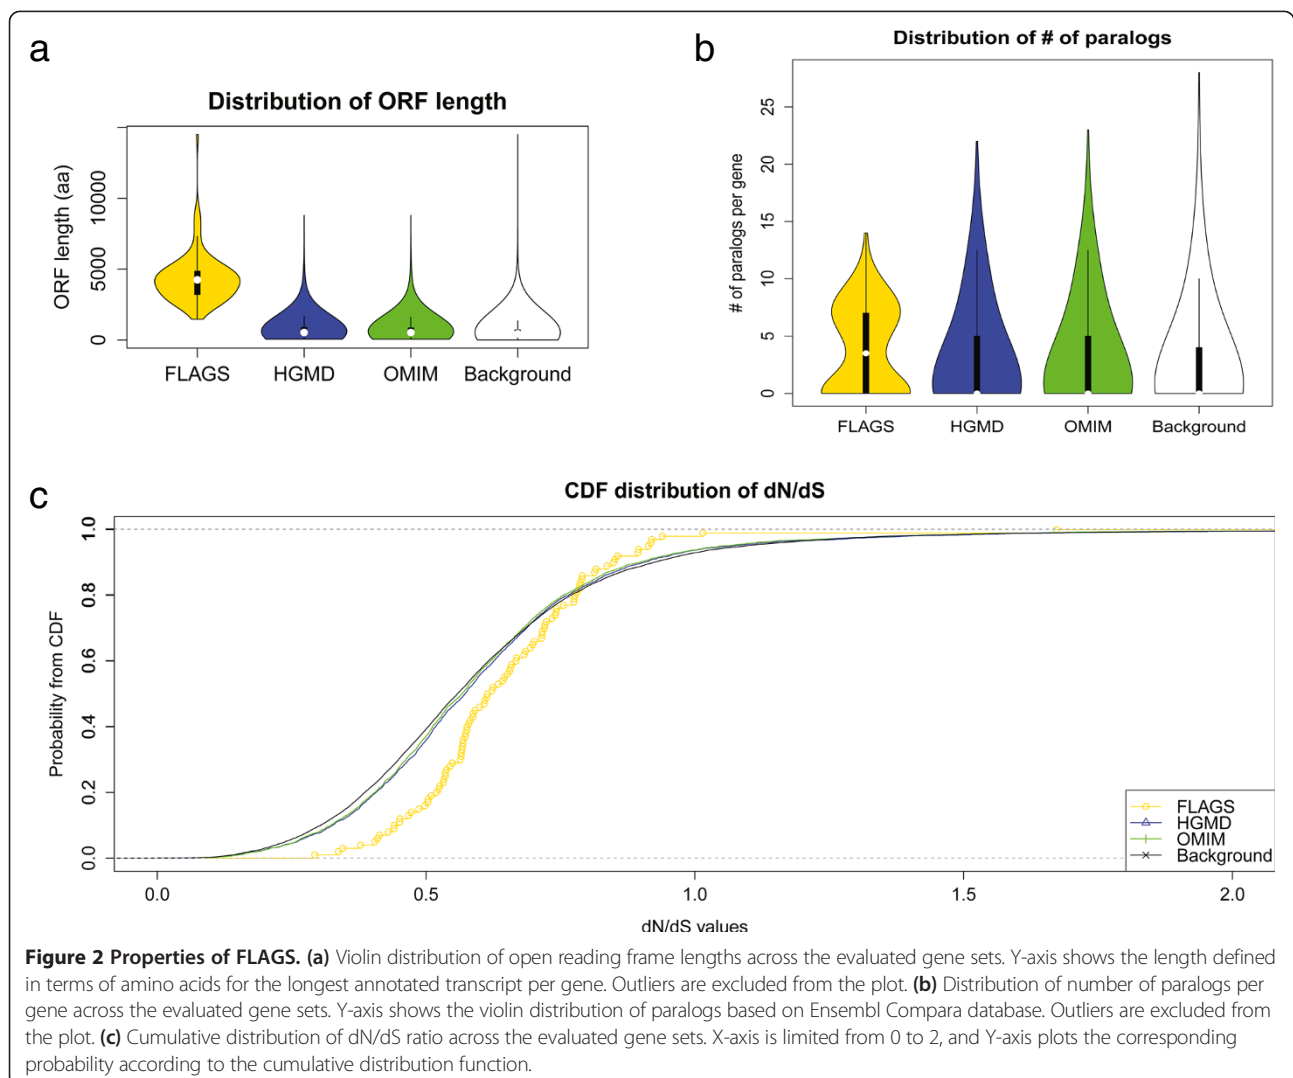 a
Distribution of ORF length
ORF length (aa)
0
5000
10000
FLAGS HGMD OMIM Background
b
Distribution of # of paralogs
# of paralogs per gene
0
5
10
15
20
25
FLAGS HGMD OMIM Background
c
CDF distribution of dN/dS
Probability from CDF
0.0
0.2
0.4
0.6
0.8
1.0
FLAGS
HGMD
OMIM
Background
0.0 0.5 1.0 1.5 2.0
dN/dS values
Figure 2 Properties of FLAGS. (a) Violin distribution of open reading frame lengths across the evaluated gene sets. Y-axis shows the length defined
in terms of amino acids for the longest annotated transcript per gene. Outliers are excluded from the plot. (b) Distribution of number of paralogs per
gene across the evaluated gene sets. Y-axis shows the violin distribution of paralogs based on Ensembl Compara database. Outliers are excluded from
the plot. (c) Cumulative distribution of dN/dS ratio across the evaluated gene sets. X-axis is limited from 0 to 2, and Y-axis plots the corresponding
probability according to the cumulative distribution function.